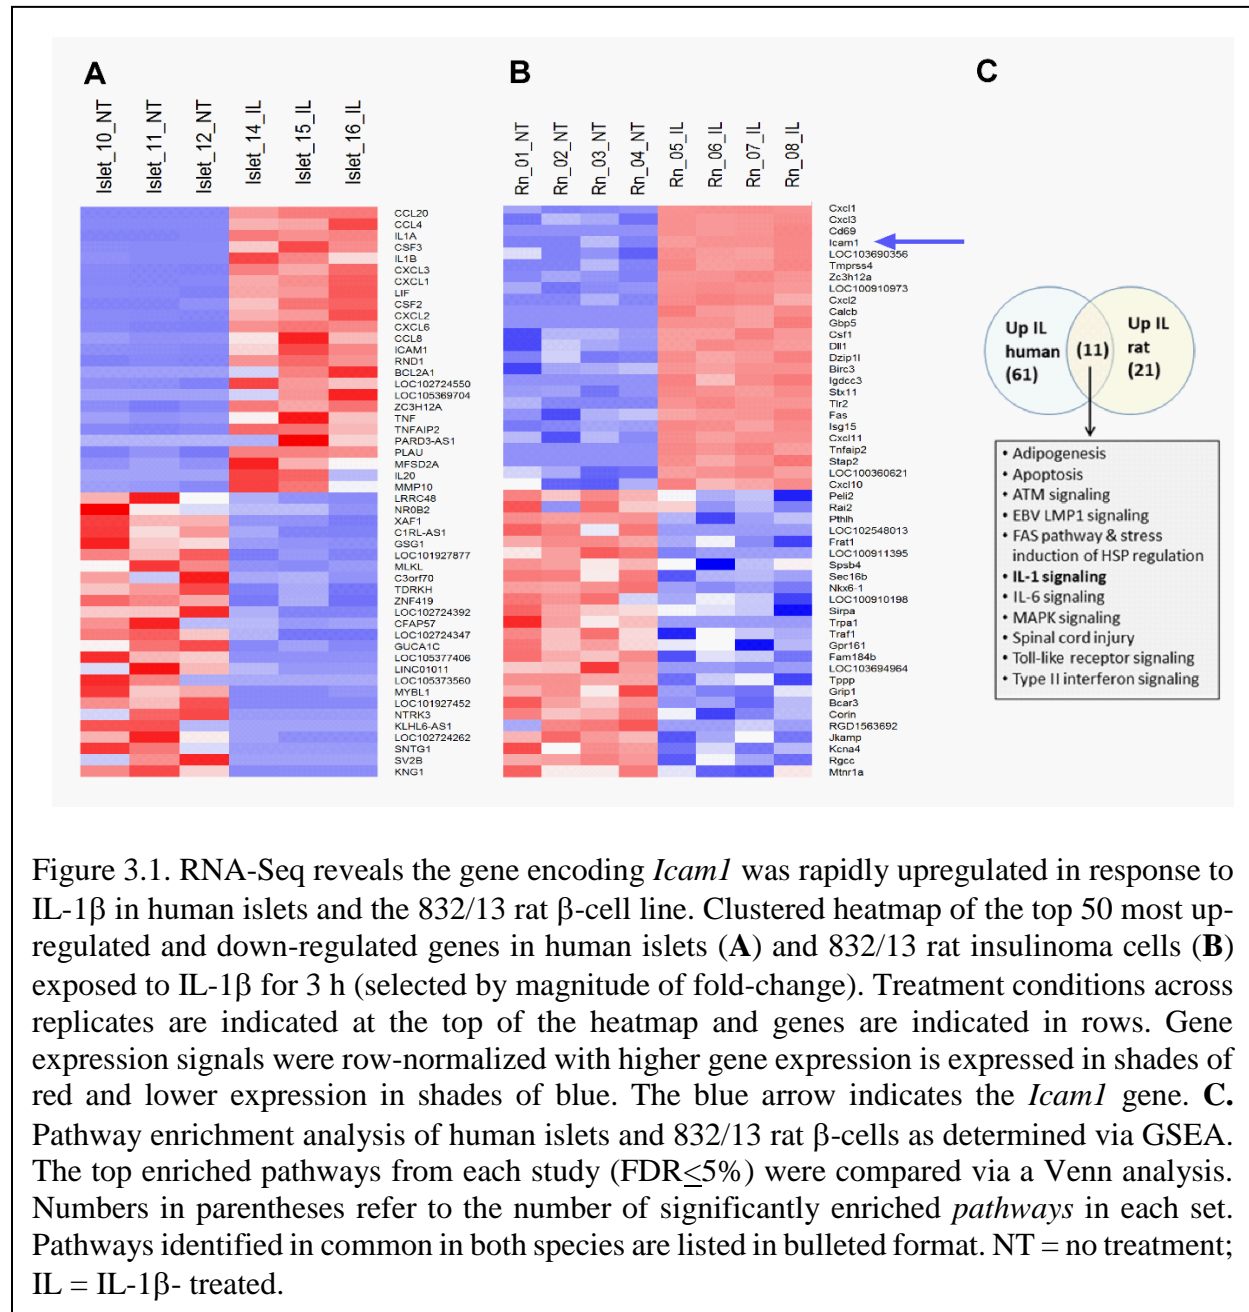 A
B
C
Islet_10_NT
Islet_11_NT
Islet_12_NT
Islet_14_IL
Islet_15_IL
Islet_16_IL
CCL20
CCL4
IL1A
CSF3
IL1B
CXCL3
CXCL1
LIF
CSF2
CXCL2
CXCL6
CCL8
ICAM1
RND1
BCL2A1
LOC102724550
LOC105369704
ZC3H12A
TNF
TNFAIP2
PARD3-AS1
PLAU
MFSD2A
IL20
MMP10
LRRC48
NR0B2
XAF1
C1RL-AS1
GSG1
LOC101927877
MLKL
C3orf70
TDRKH
ZNF419
LOC102724392
CFAP57
LOC102724347
GUCA1C
LOC105377406
LINC01011
LOC105373560
MYBL1
LOC101927452
NTRK3
KLHL6-AS1
LOC102724262
SNTG1
SV2B
KNG1
Rn_01_NT
Rn_02_NT
Rn_03_NT
Rn_04_NT
Rn_05_IL
Rn_06_IL
Rn_07_IL
Rn_08_IL
Cxcl1
Cxcl3
Cd69
Icam1
LOC103690356
Tmprss4
Zc3h12a
LOC100910973
Cxcl2
Calcb
Gbp5
Csf1
Dll1
Dzip1l
Birc3
Igdcc3
Stx11
Tlr2
Fas
Isg15
Cxcl11
Tnfaip2
Stap2
LOC100360621
Cxcl10
Peli2
Rai2
Pthlh
LOC102548013
Frat1
LOC100911395
Spsb4
Sec16b
Nkx6-1
LOC100910198
Sirpa
Trpa1
Traf1
Gpr161
Fam184b
LOC103694964
Tppp
Grip1
Bcar3
Corin
RGD1563692
Jkamp
Kcna4
Rgcc
Mtnr1a
Up IL
human
(61)
(11)
Up IL
rat
(21)
• Adipogenesis
• Apoptosis
• ATM signaling
• EBV LMP1 signaling
• FAS pathway & stress
induction of HSP regulation
• IL-1 signaling
• IL-6 signaling
• MAPK signaling
• Spinal cord injury
• Toll-like receptor signaling
• Type II interferon signaling
Figure 3.1. RNA-Seq reveals the gene encoding Icam1 was rapidly upregulated in response to
IL-1β in human islets and the 832/13 rat β-cell line. Clustered heatmap of the top 50 most up-
regulated and down-regulated genes in human islets (A) and 832/13 rat insulinoma cells (B)
exposed to IL-1β for 3 h (selected by magnitude of fold-change). Treatment conditions across
replicates are indicated at the top of the heatmap and genes are indicated in rows. Gene
expression signals were row-normalized with higher gene expression is expressed in shades of
red and lower expression in shades of blue. The blue arrow indicates the Icam1 gene. C.
Pathway enrichment analysis of human islets and 832/13 rat β-cells as determined via GSEA.
The top enriched pathways from each study (FDR≤5%) were compared via a Venn analysis.
Numbers in parentheses refer to the number of significantly enriched pathways in each set.
Pathways identified in common in both species are listed in bulleted format. NT = no treatment;
IL = IL-1β- treated.